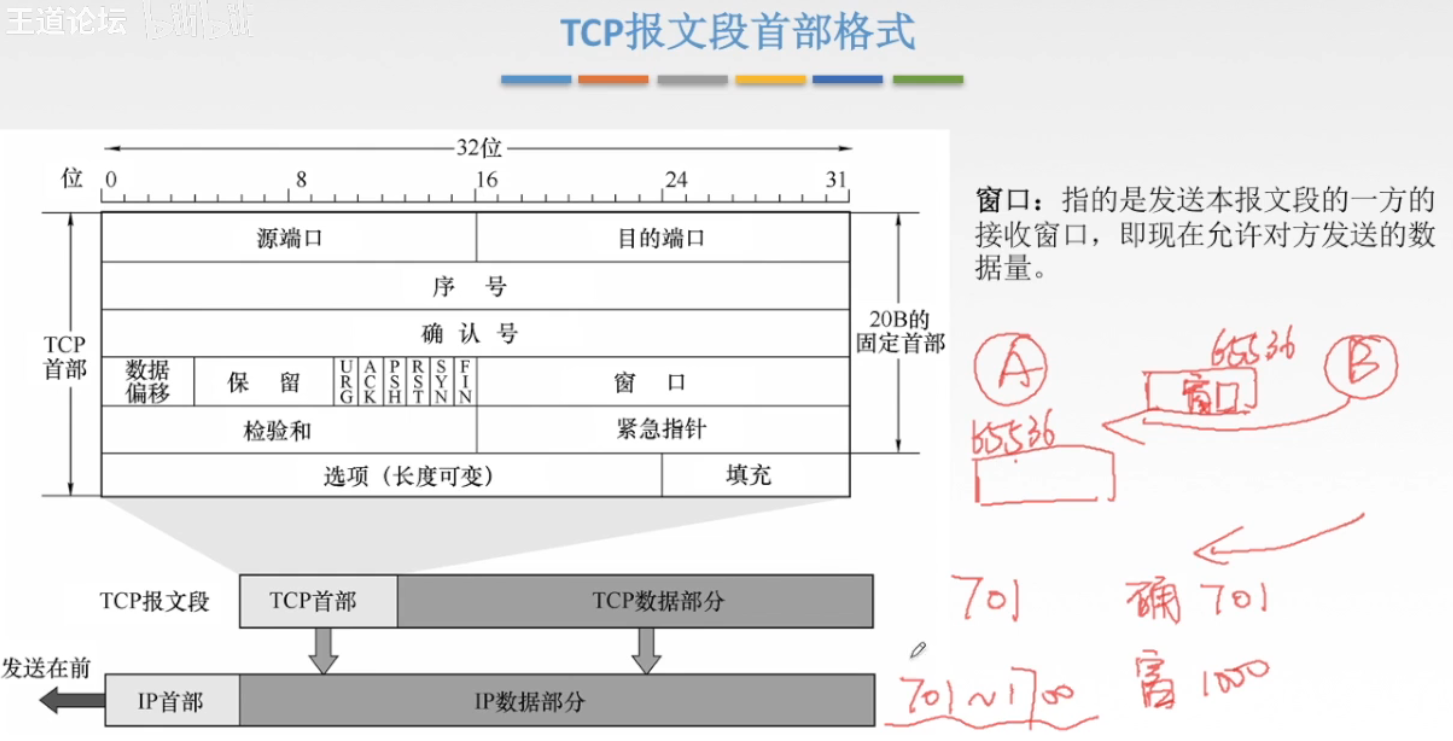 王道论坛 bilibili
TCP报文段首部格式
32位
位 0 8 16 24 31
源端口 目的端口
序 号
确 认 号
数据偏移 保 留 URG ACK PSH RST SYN FIN 窗 口
检验和 紧急指针
选项（长度可变） 填充
TCP首部
20B的固定首部
TCP报文段 TCP首部 TCP数据部分
发送在前
IP首部 IP数据部分
窗口：指的是发送本报文段的一方的
接收窗口，即现在允许对方发送的数
据量。
A 65536 B
窗口
65536
701 确 701
701~1700 窗 1000